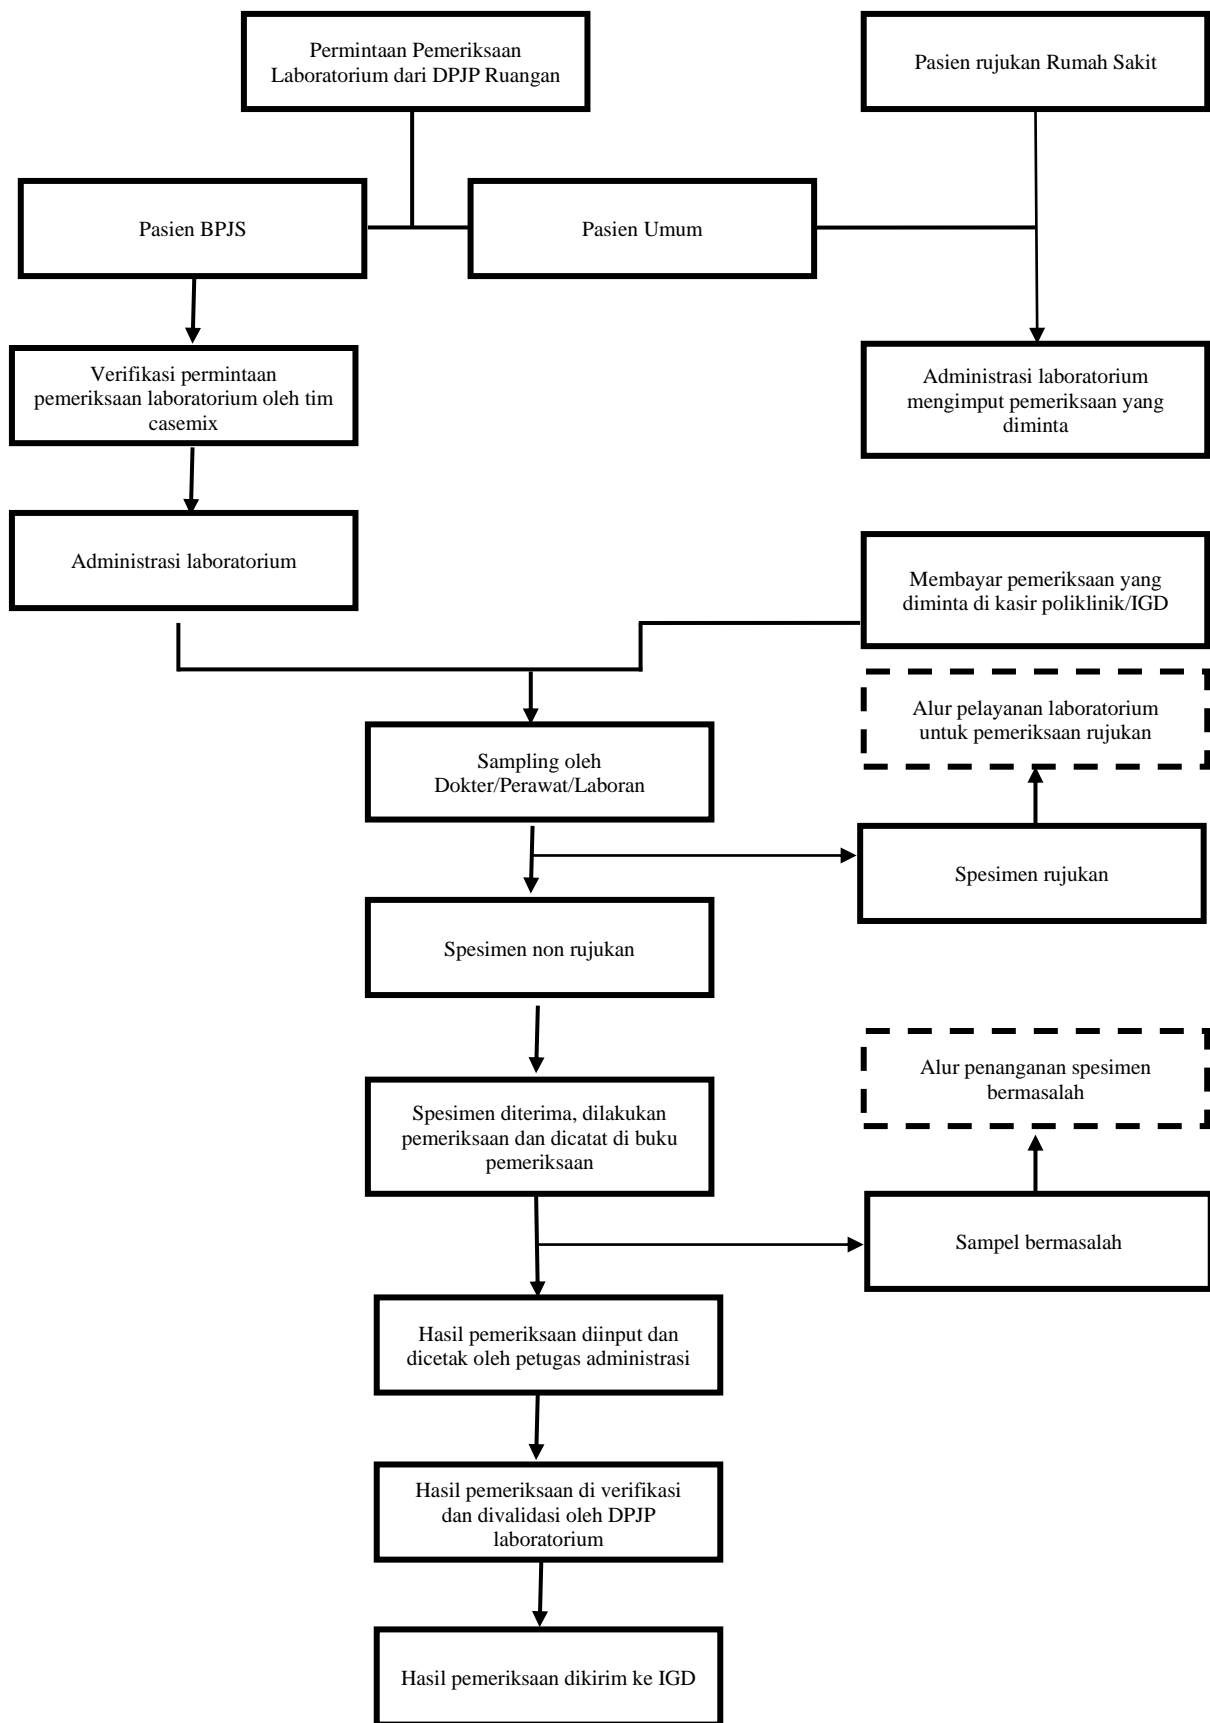 Permintaan Pemeriksaan
Laboratorium dari DPJP Ruangan
Pasien rujukan Rumah Sakit
Pasien BPJS
Pasien Umum
Verifikasi permintaan
pemeriksaan laboratorium oleh tim
casemix
Administrasi laboratorium
mengimput pemeriksaan yang
diminta
Administrasi laboratorium
Membayar pemeriksaan yang
diminta di kasir poliklinik/IGD
Alur pelayanan laboratorium
untuk pemeriksaan rujukan
Sampling oleh
Dokter/Perawat/Laboran
Spesimen rujukan
Spesimen non rujukan
Alur penanganan spesimen
bermasalah
Spesimen diterima, dilakukan
pemeriksaan dan dicatat di buku
pemeriksaan
Sampel bermasalah
Hasil pemeriksaan diinput dan
dicetak oleh petugas administrasi
Hasil pemeriksaan di verifikasi
dan divalidasi oleh DPJP
laboratorium
Hasil pemeriksaan dikirim ke IGD